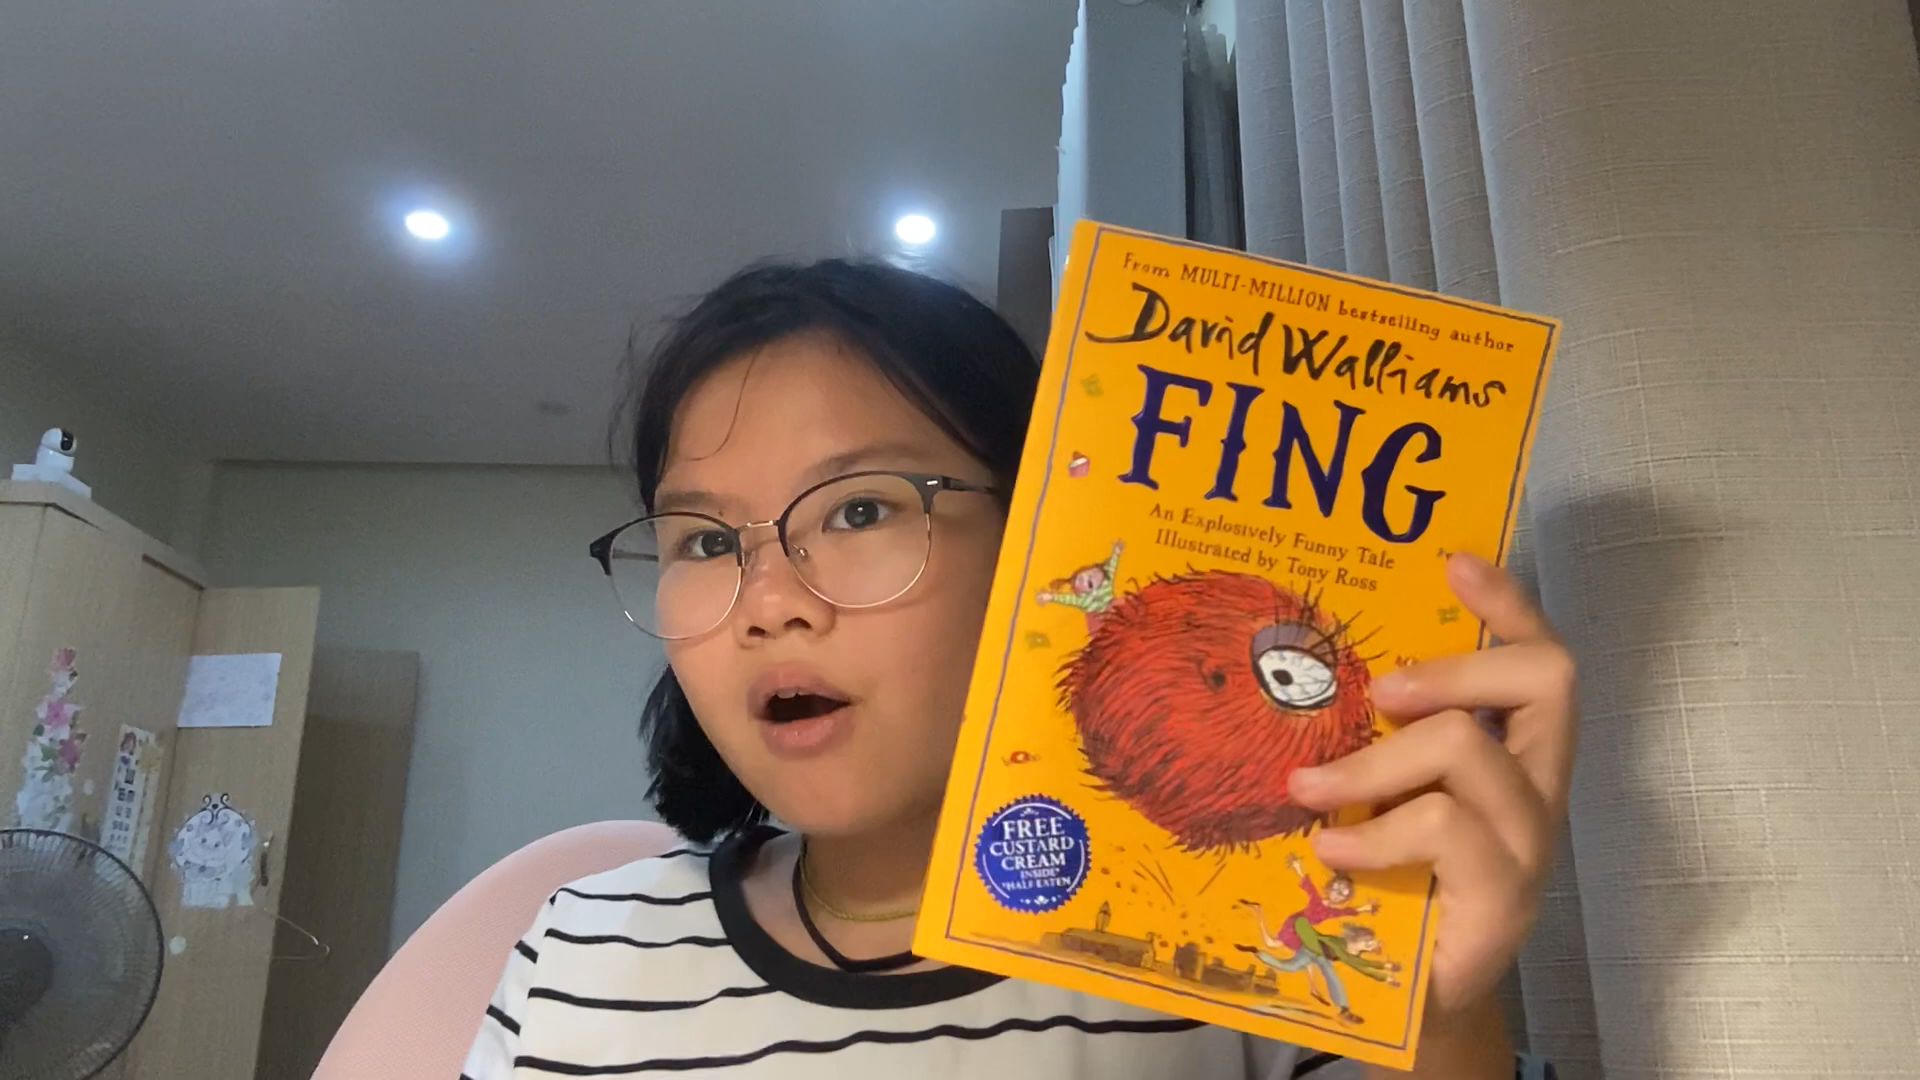 From MULTI-MILLION bestselling author
David Walliams
FING
An Explosively Funny Tale
Illustrated by Tony Ross
FREE
CUSTARD
CREAM
INSIDE*
*HALF EATEN